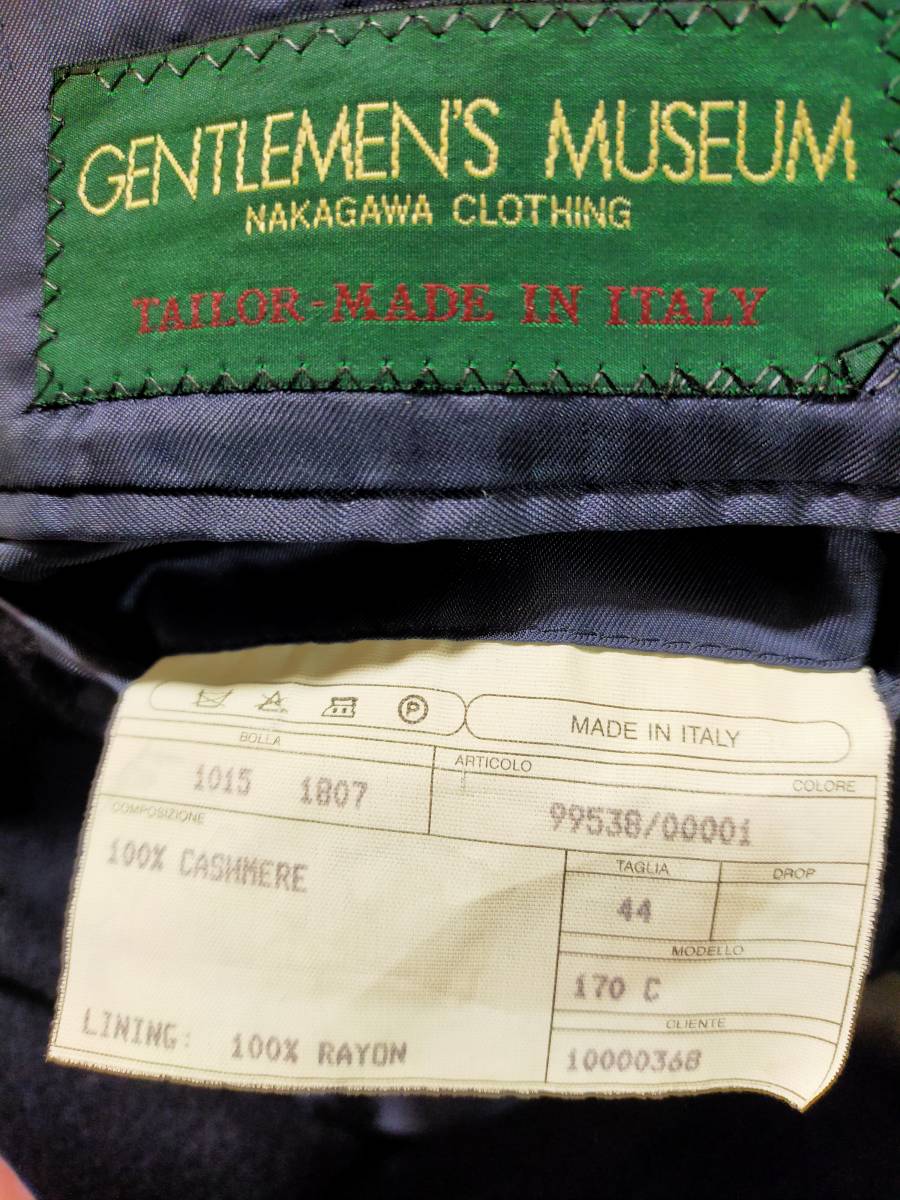 GENTLEMEN'S MUSEUM
NAKAGAWA CLOTHING
TAILOR-MADE IN ITALY
P
MADE IN ITALY
BOLLA
1015 1807
ARTICOLO
COLORE
99538/00001
COMPOSIZIONE
100% CASHMERE
TAGLIA
DROP
44
MODELLO
170 C
CLIENTE
10000368
LINING: 100% RAYON